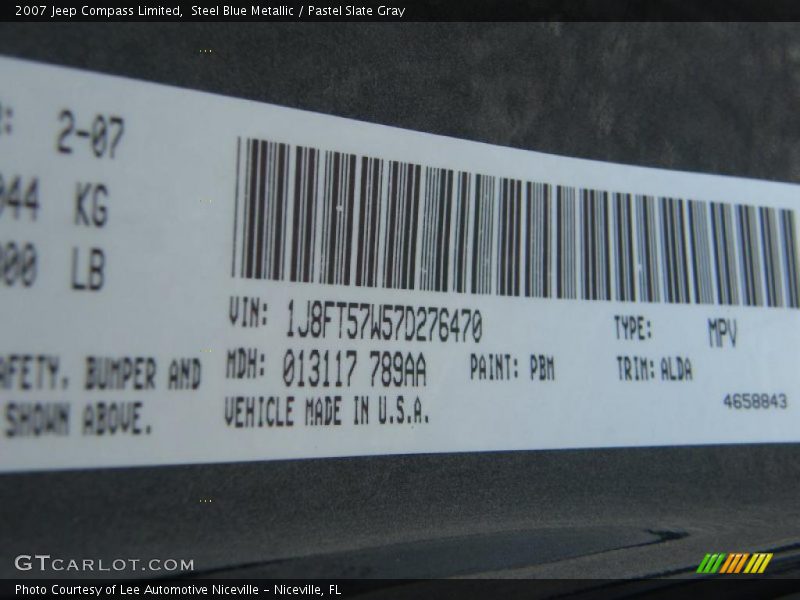 2007 Jeep Compass Limited,  Steel Blue Metallic / Pastel Slate Gray
2-07
KG
LB
VIN: 1J8FT57W57D276470
TYPE: MPV
BUMPER AND
MDH: 013117 789AA
PAINT: PBM
TRIM: ALDA
SHOWN ABOVE.
VEHICLE MADE IN U.S.A.
4658843
GTCARLOT.COM
Photo Courtesy of Lee Automotive Niceville – Niceville, FL